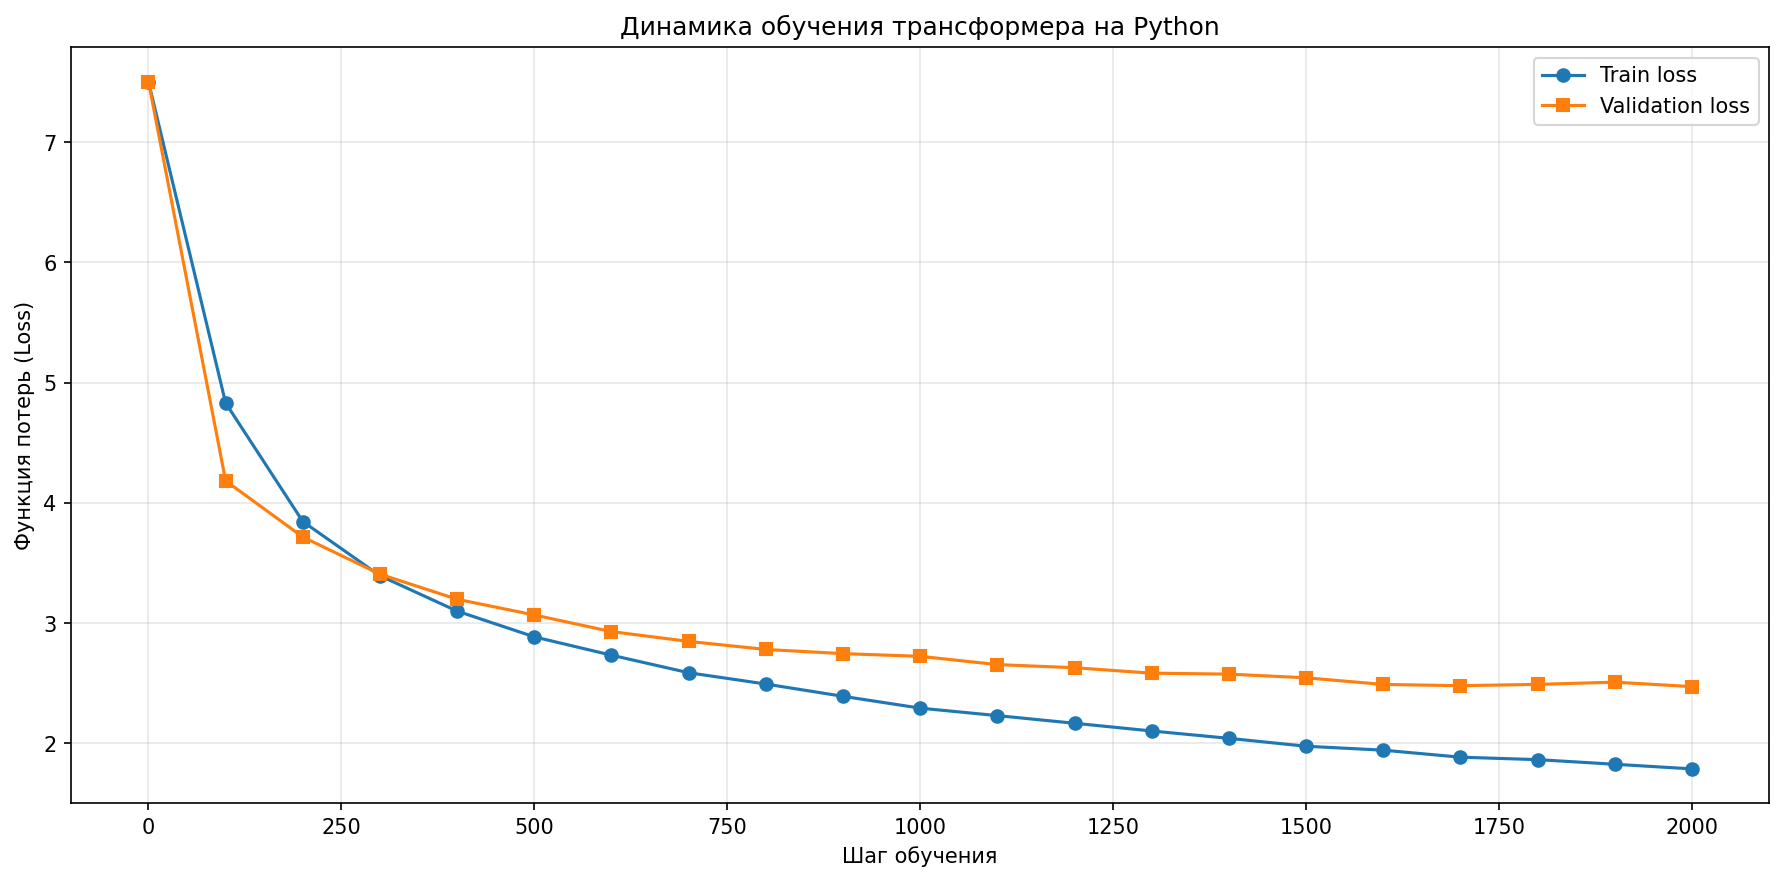 Динамика обучения трансформера на Python
Train loss
Validation loss
Функция потерь (Loss)
7
6
5
4
3
2
0 250 500 750 1000 1250 1500 1750 2000
Шаг обучения